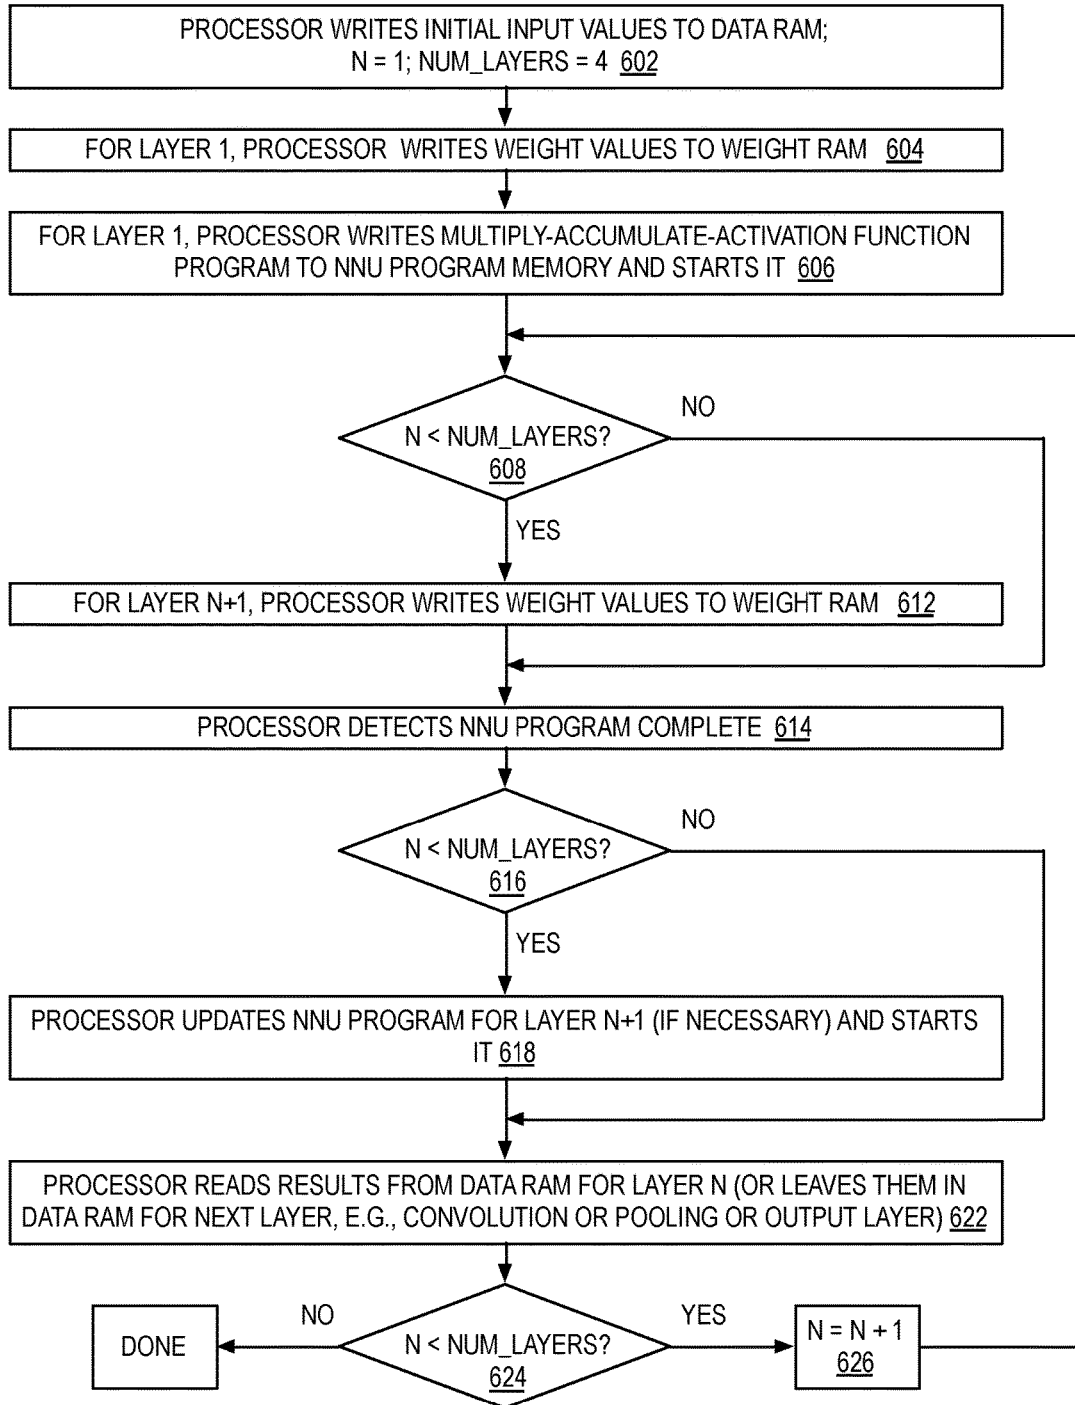 PROCESSOR WRITES INITIAL INPUT VALUES TO DATA RAM;
N = 1; NUM_LAYERS = 4 602
FOR LAYER 1, PROCESSOR WRITES WEIGHT VALUES TO WEIGHT RAM 604
FOR LAYER 1, PROCESSOR WRITES MULTIPLY-ACCUMULATE-ACTIVATION FUNCTION
PROGRAM TO NNU PROGRAM MEMORY AND STARTS IT 606
NO
N < NUM_LAYERS?
608
YES
FOR LAYER N+1, PROCESSOR WRITES WEIGHT VALUES TO WEIGHT RAM 612
PROCESSOR DETECTS NNU PROGRAM COMPLETE 614
NO
N < NUM_LAYERS?
616
YES
PROCESSOR UPDATES NNU PROGRAM FOR LAYER N+1 (IF NECESSARY) AND STARTS
IT 618
PROCESSOR READS RESULTS FROM DATA RAM FOR LAYER N (OR LEAVES THEM IN
DATA RAM FOR NEXT LAYER, E.G., CONVOLUTION OR POOLING OR OUTPUT LAYER) 622
NO
YES
DONE
N < NUM_LAYERS?
624
N = N + 1
626